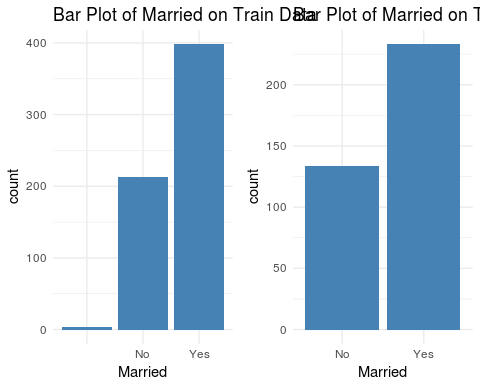 Bar Plot of Married on Train Data
Bar Plot of Married on T
400
300
200
100
0
count
No Yes
Married
200
150
100
50
0
count
No Yes
Married